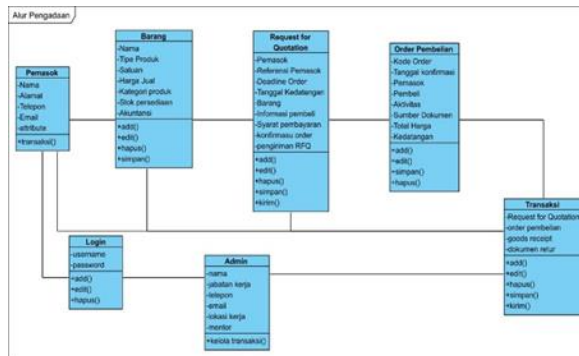 Alur Pengadaan
Pemasok
-Nama
-Alamat
-Telepon
-Email
-attribute
+transaksi()
Barang
-Nama
-Tipe Produk
-Satuan
-Harga Jual
-Kategori produk
-Stok persediaan
-Akuntansi
+add()
+edit()
+hapus()
+simpan()
Request for
Quotation
-Pemasok
-Referensi Pemasok
-Deadline Order
-Tanggal Kedatangan
-Barang
-Informasi pembeli
-Syarat pembayaran
-konfirmasu order
-pengiriman RFQ
+add()
+edit()
+hapus()
+simpan()
+kirim()
Order Pembelian
-Kode Order
-Tanggal konfirmasi
-Pemasok
-Pembeli
-Aktivitas
-Sumber Dokumen
-Total Harga
-Kedatangan
+add()
+edit()
+simpan()
+hapus()
Transaksi
-Request for Quotation
-order pembelian
-goods receipt
-dokumen retur
+add()
+edit()
+hapus()
+simpan()
+kirim()
Login
-username
-password
+add()
+edit()
+hapus()
Admin
-nama
-jabatan kerja
-telepon
-email
-lokasi kerja
-mentor
+kelola transaksi()